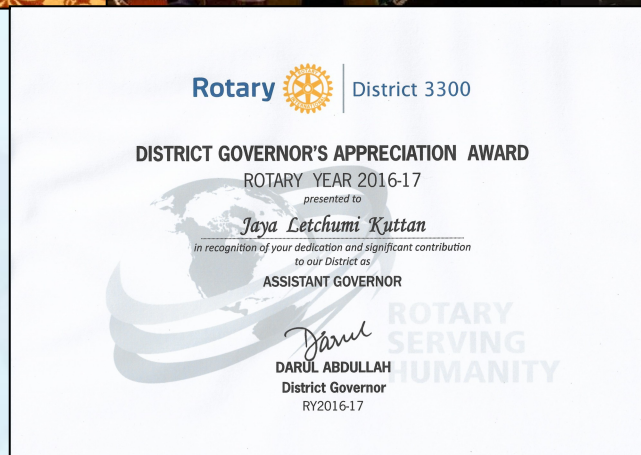 Rotary District 3300
DISTRICT GOVERNOR'S APPRECIATION AWARD
ROTARY YEAR 2016-17
presented to
Jaya Letchumi Kuttan
in recognition of your dedication and significant contribution
to our District as
ASSISTANT GOVERNOR
ROTARY
SERVING
HUMANITY
Darul
DARUL ABDULLAH
District Governor
RY2016-17